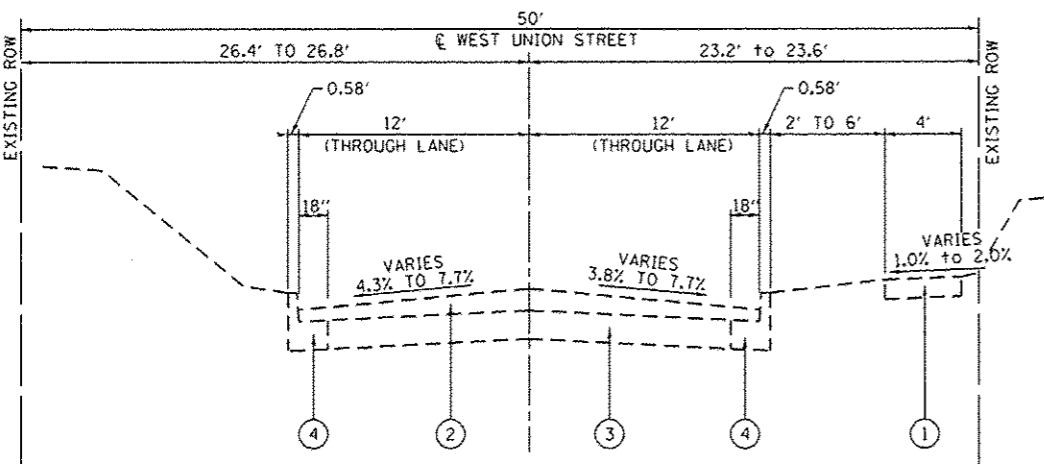 50'
℄ WEST UNION STREET
26.4' TO 26.8'
23.2' to 23.6'
EXISTING ROW
EXISTING ROW
0.58'
0.58'
12'
(THROUGH LANE)
12'
(THROUGH LANE)
2' TO 6'
4'
18"
18"
VARIES
4.3% TO 7.7%
VARIES
3.8% TO 7.7%
VARIES
1.0% to 2.0%
4
2
3
4
1